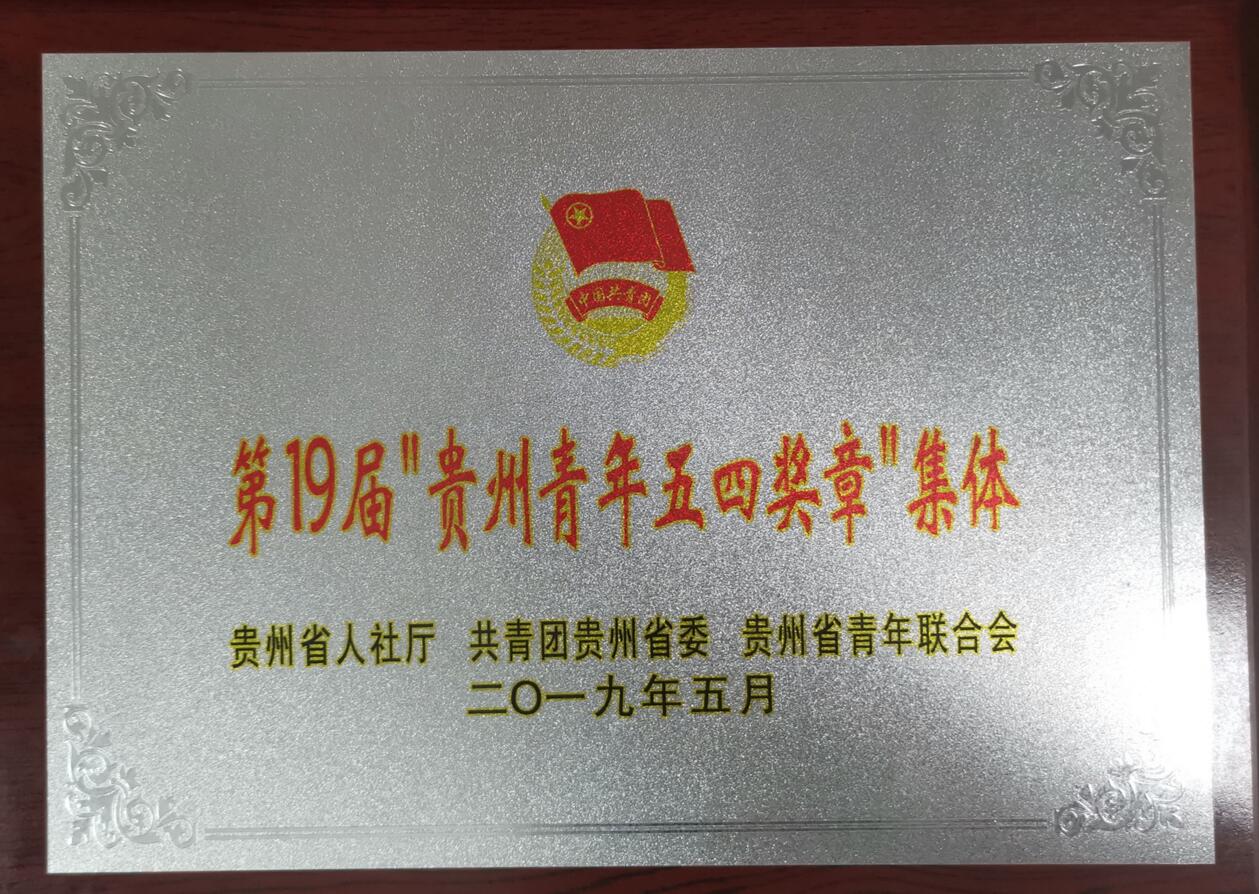 中国共青团
第19届"贵州青年五四奖章"集体
贵州省人社厅 共青团贵州省委 贵州省青年联合会
二〇一九年五月